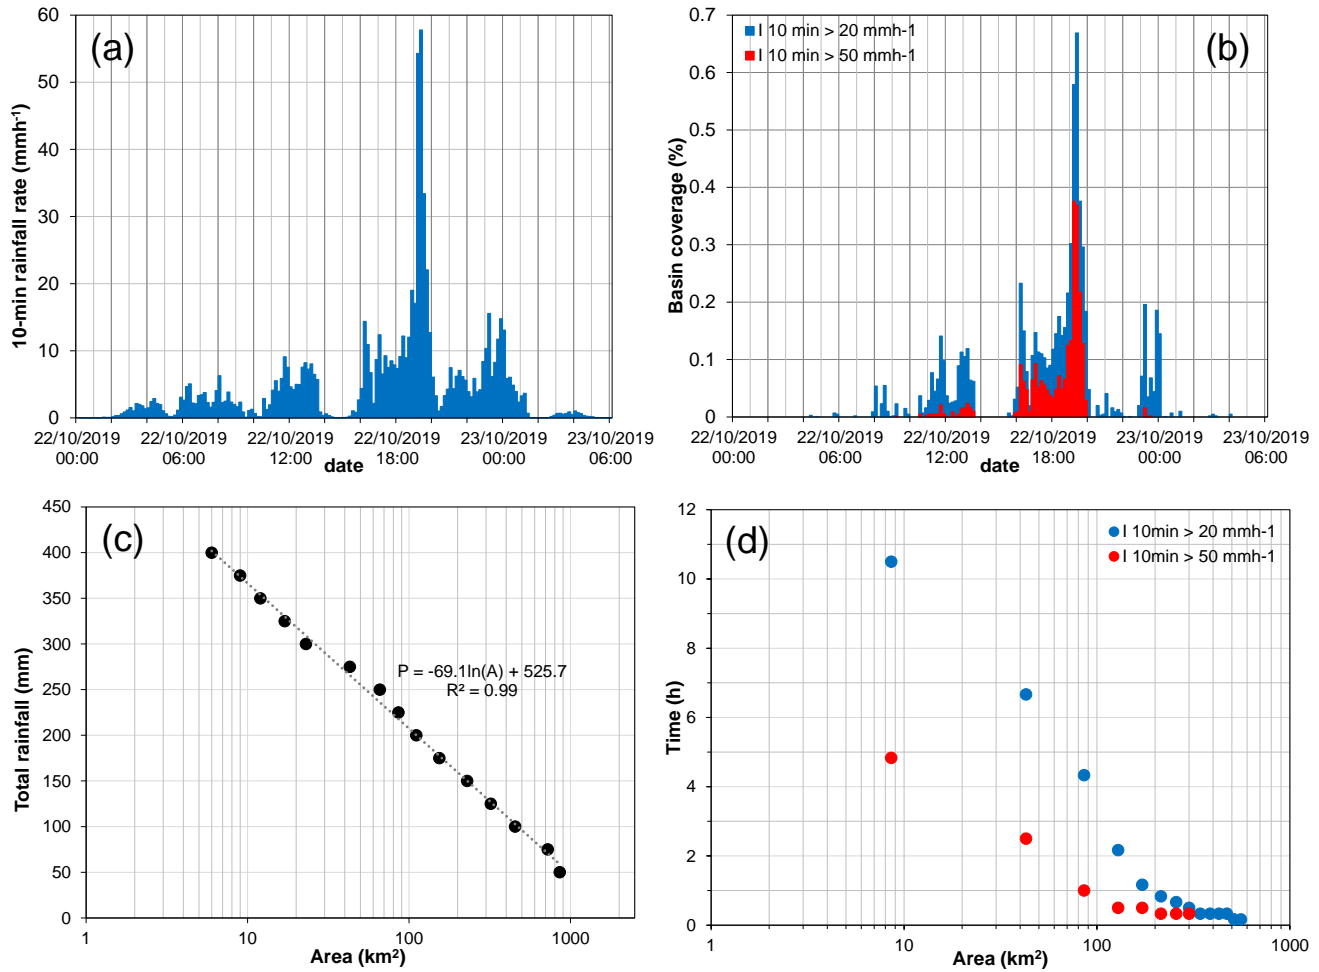 (a)
10-min rainfall rate (mmh-1)
60
50
40
30
20
10
0
22/10/2019 22/10/2019 22/10/2019 22/10/2019 23/10/2019 23/10/2019
00:00 06:00 12:00 18:00 00:00 06:00
date
(b)
I 10 min > 20 mmh-1
I 10 min > 50 mmh-1
Basin coverage (%)
0.7
0.6
0.5
0.4
0.3
0.2
0.1
0
22/10/2019 22/10/2019 22/10/2019 22/10/2019 23/10/2019 23/10/2019
00:00 06:00 12:00 18:00 00:00 06:00
date
(c)
Total rainfall (mm)
450
400
350
300
250
200
150
100
50
0
P = -69.1ln(A) + 525.7
R² = 0.99
1 10 100 1000
Area (km²)
(d)
I 10min > 20 mmh-1
I 10min > 50 mmh-1
Time (h)
12
10
8
6
4
2
0
1 10 100 1000
Area (km²)